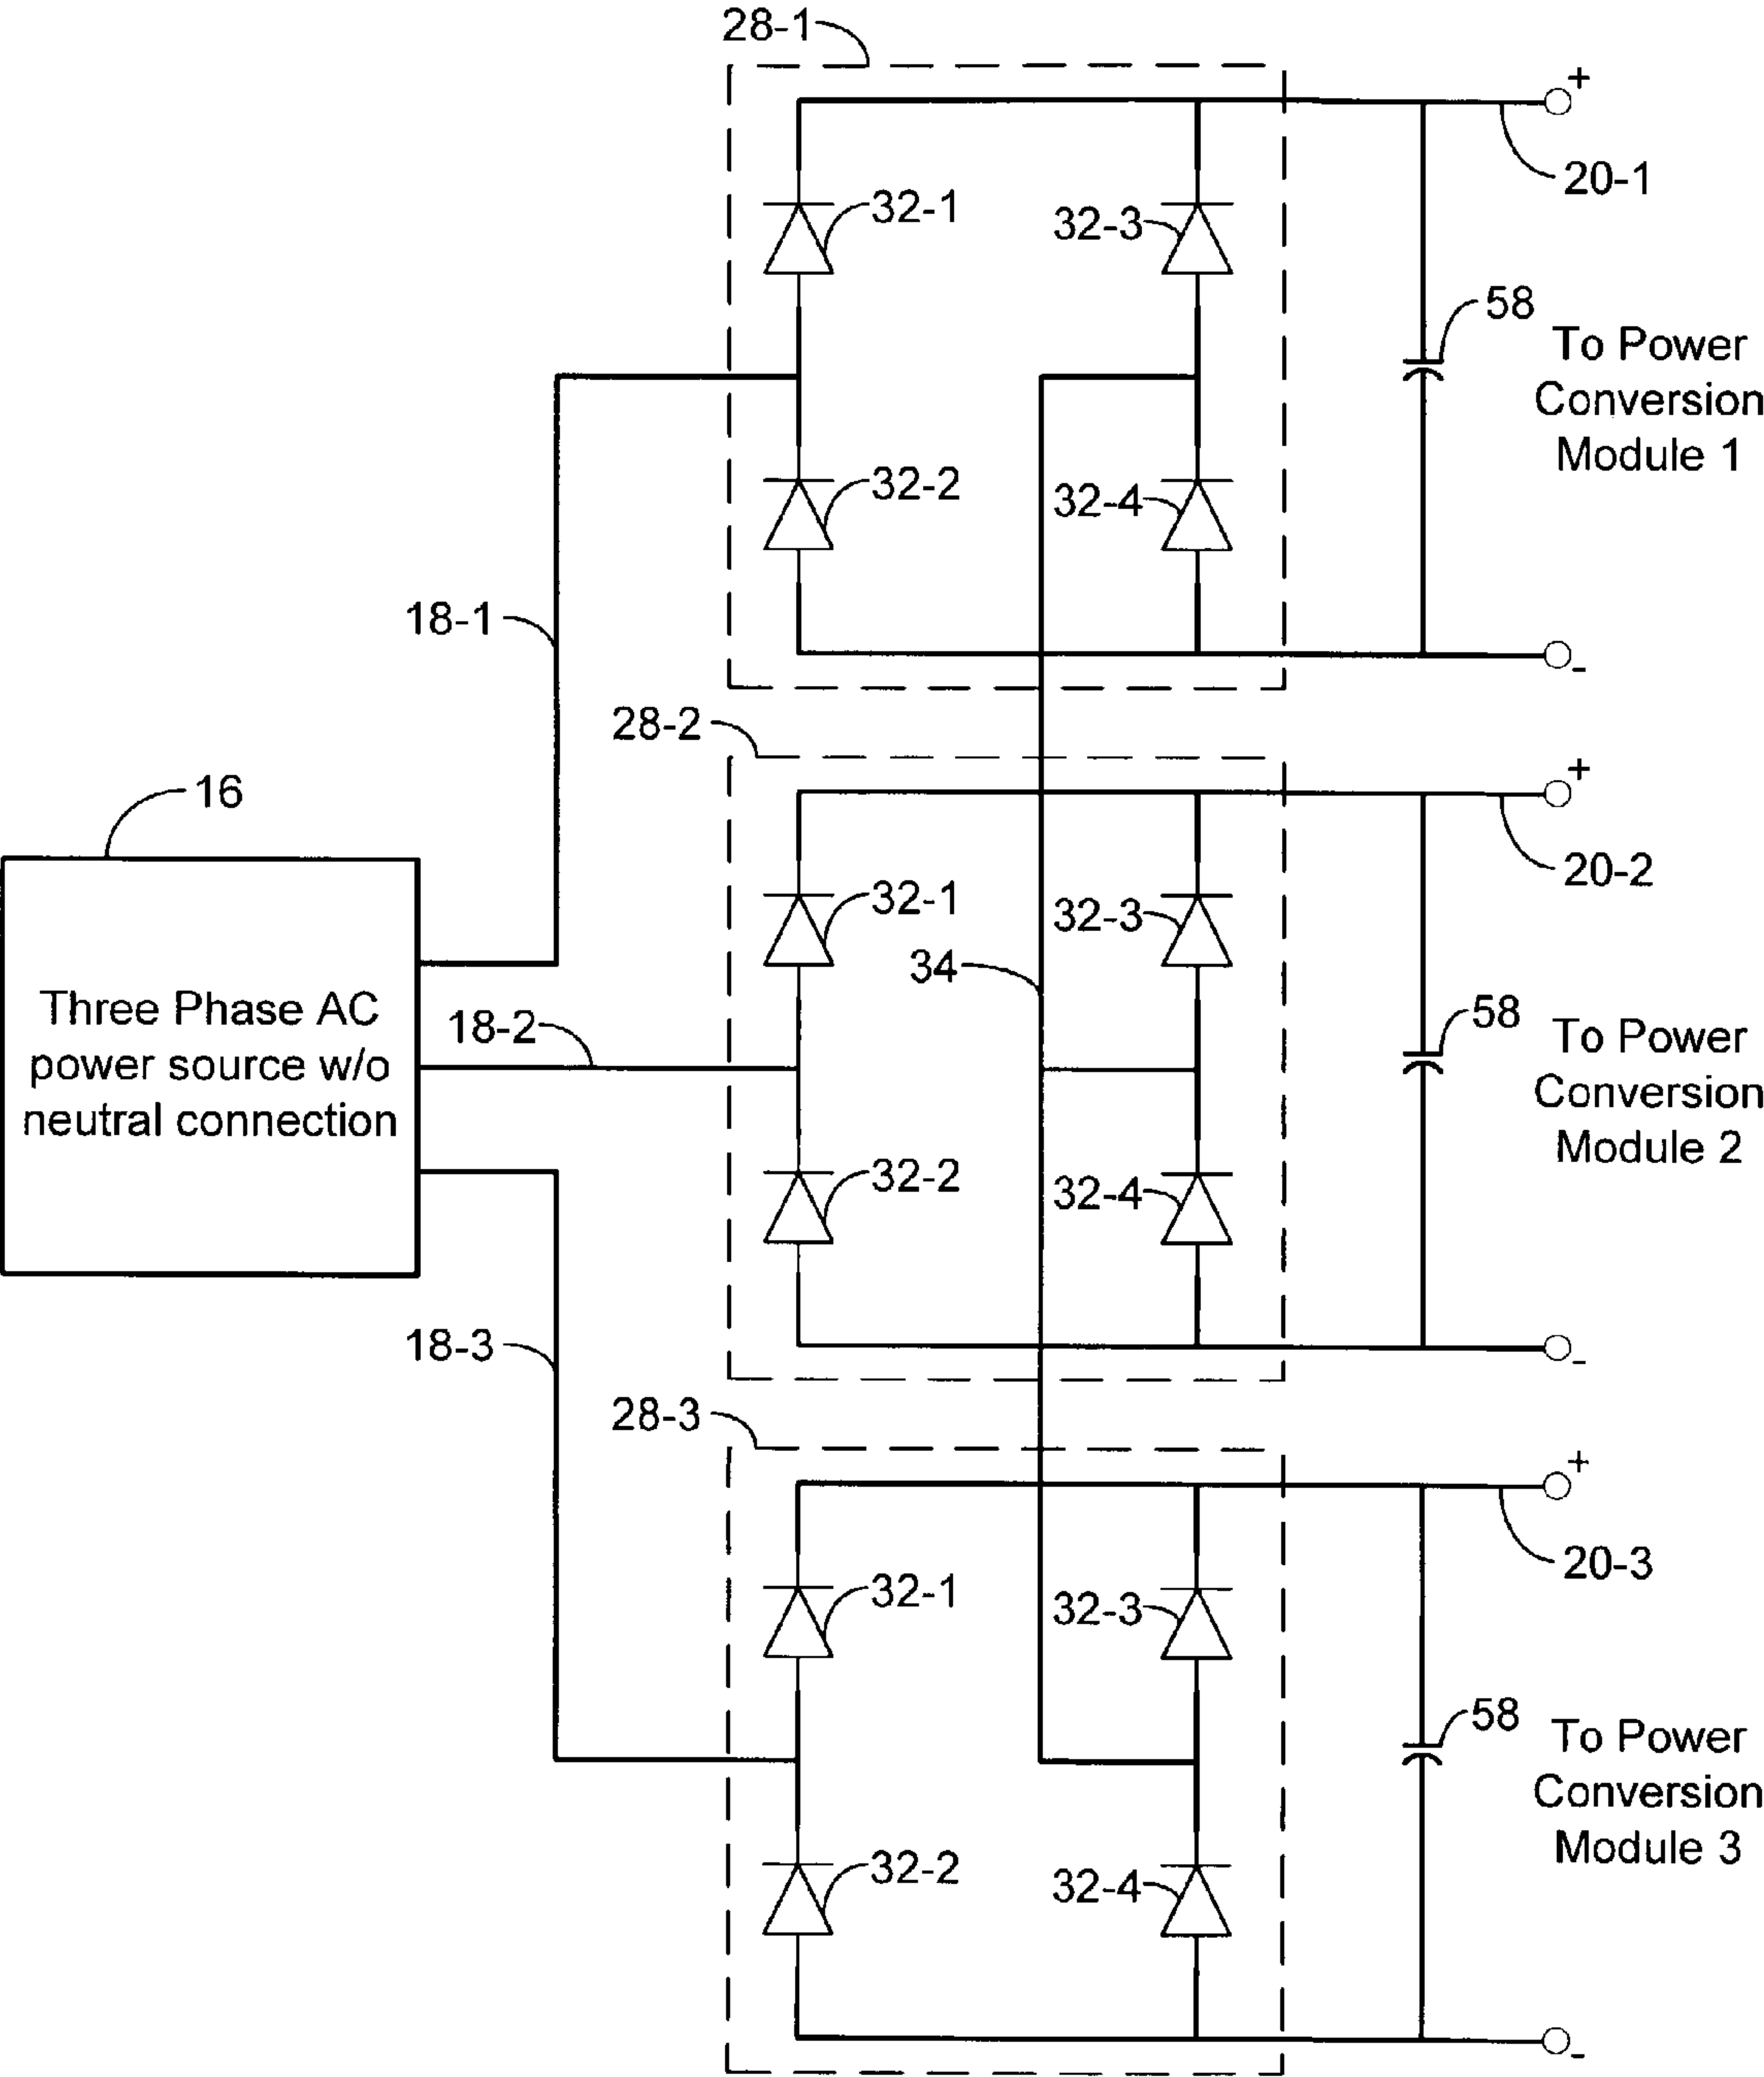 28-1
+
20-1
32-1
32-3
58
To Power
Conversion
Module 1
32-2
32-4
18-1
-
28-2
+
16
20-2
32-1
32-3
34
Three Phase AC
power source w/o
neutral connection
18-2
58
To Power
Conversion
Module 2
32-2
32-4
18-3
-
28-3
+
20-3
32-1
32-3
58
To Power
Conversion
Module 3
32-2
32-4
-